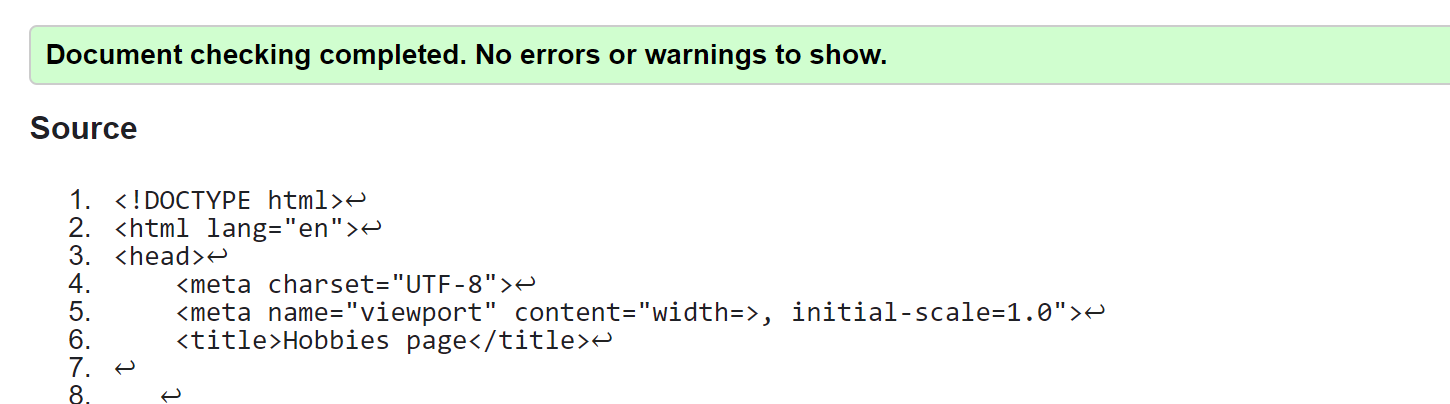 Document checking completed. No errors or warnings to show.
Source
1. <!DOCTYPE html>↩
2. <html lang="en">↩
3. <head>↩
4.     <meta charset="UTF-8">↩
5.     <meta name="viewport" content="width=>, initial-scale=1.0">↩
6.     <title>Hobbies page</title>↩
7. ↩
8.    ↩